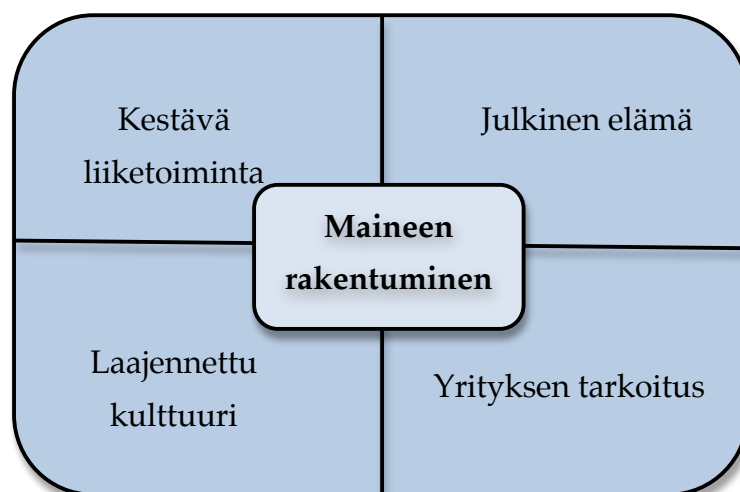 Kestävä
liiketoiminta
Julkinen elämä
Maineen
rakentuminen
Laajennettu
kulttuuri
Yrityksen tarkoitus